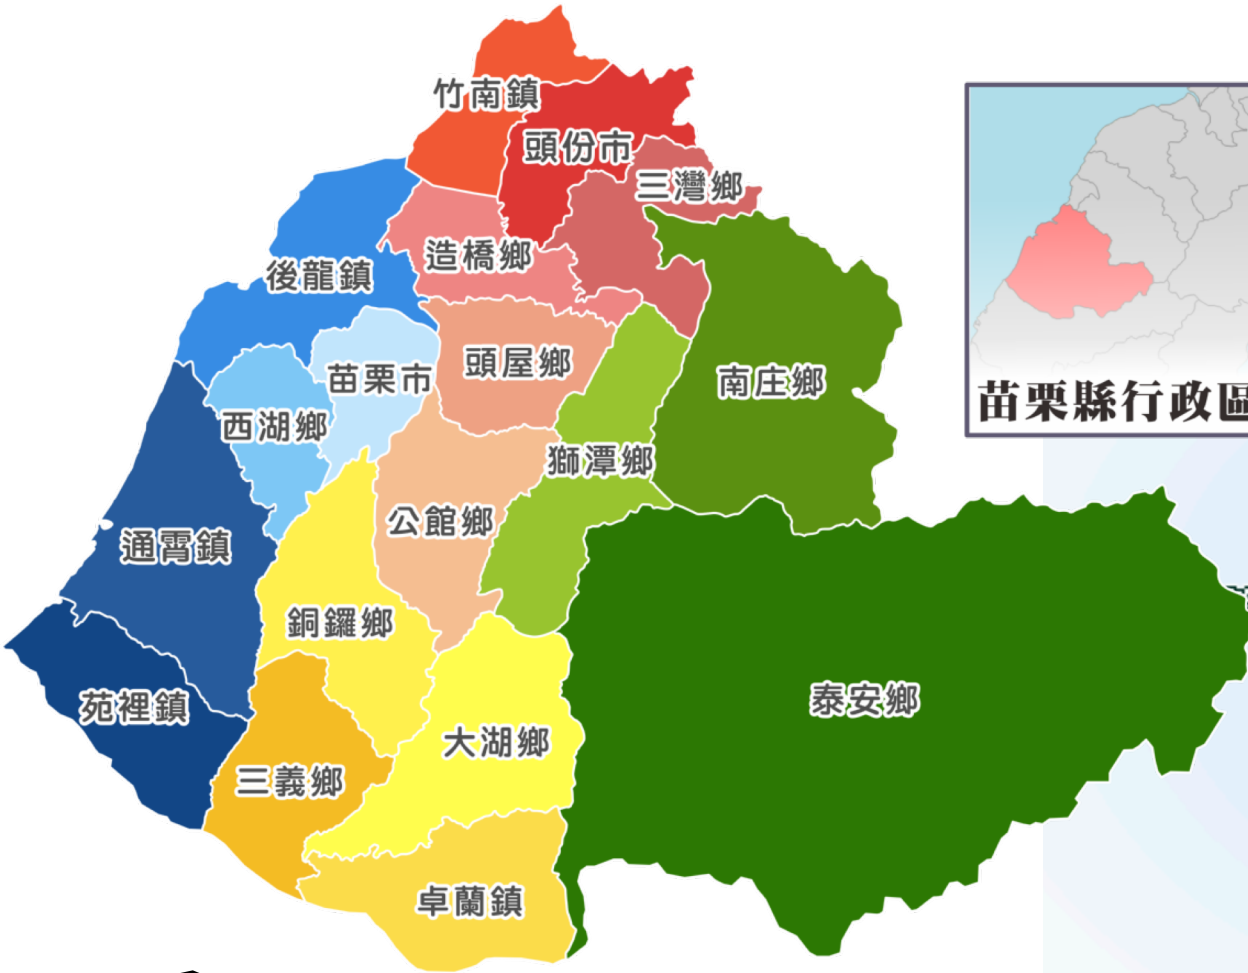 竹南鎮
頭份市
三灣鄉
造橋鄉
後龍鎮
頭屋鄉
苗栗市
南庄鄉
西湖鄉
獅潭鄉
公館鄉
通霄鎮
銅鑼鄉
苑裡鎮
泰安鄉
大湖鄉
三義鄉
卓蘭鎮
苗栗縣行政區